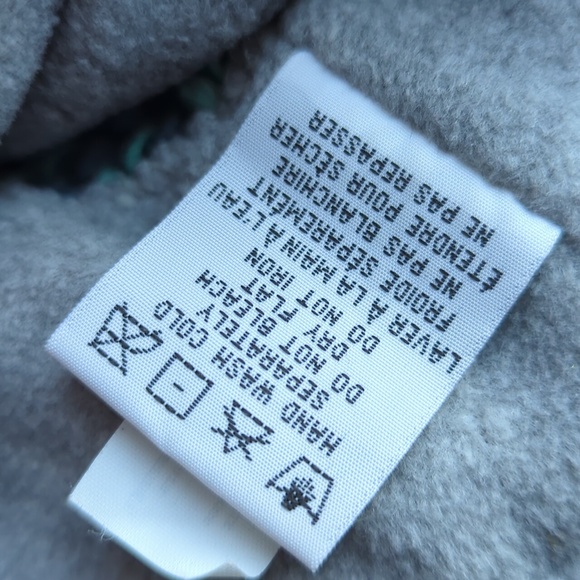 HAND WASH COLD
SEPARATELY
DO NOT BLEACH
DRY FLAT
DO NOT IRON
LAVER À LA MAIN À L'EAU
FROIDE SÉPARÉMENT
NE PAS BLANCHIRE
ÉTENDRE POUR SÉCHER
NE PAS REPASSER